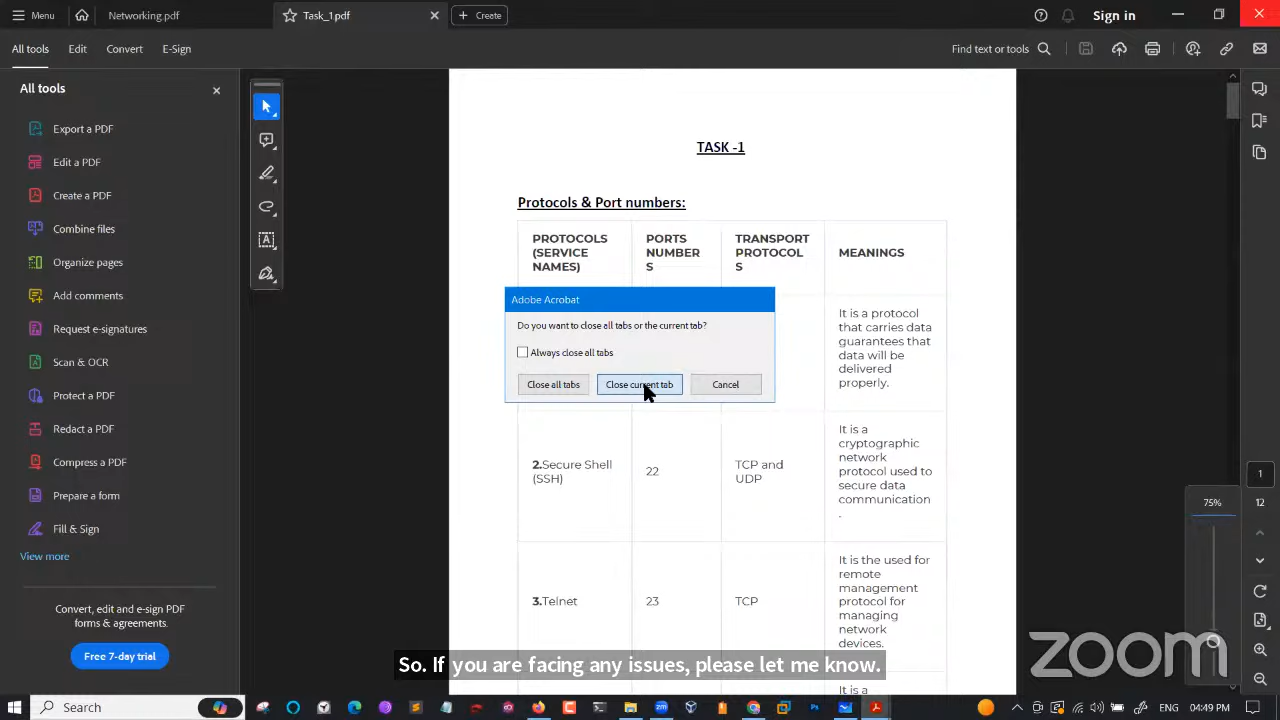 Menu
Networking.pdf
Task_1.pdf
Create
Sign in
All tools
Edit
Convert
E-Sign
Find text or tools
All tools
Export a PDF
Edit a PDF
Create a PDF
Combine files
Organize pages
Add comments
Request e-signatures
Scan & OCR
Protect a PDF
Redact a PDF
Compress a PDF
Prepare a form
Fill & Sign
View more
Convert, edit and e-sign PDF
forms & agreements.
Free 7-day trial
TASK -1
Protocols & Port numbers:
PROTOCOLS
(SERVICE
NAMES)
PORTS
NUMBER
S
TRANSPORT
PROTOCOL
S
MEANINGS
It is a protocol
that carries data
guarantees that
data will be
delivered
properly.
Adobe Acrobat
Do you want to close all tabs or the current tab?
Always close all tabs
Close all tabs
Close current tab
Cancel
2.Secure Shell
(SSH)
22
TCP and
UDP
It is a
cryptographic
network
protocol used to
secure data
communication
.
3.Telnet
23
TCP
It is the used for
remote
management
protocol for
managing
network
devices.
It is a
1
75%
12
zoom
So. If you are facing any issues, please let me know.
Search
ENG
04:49 PM